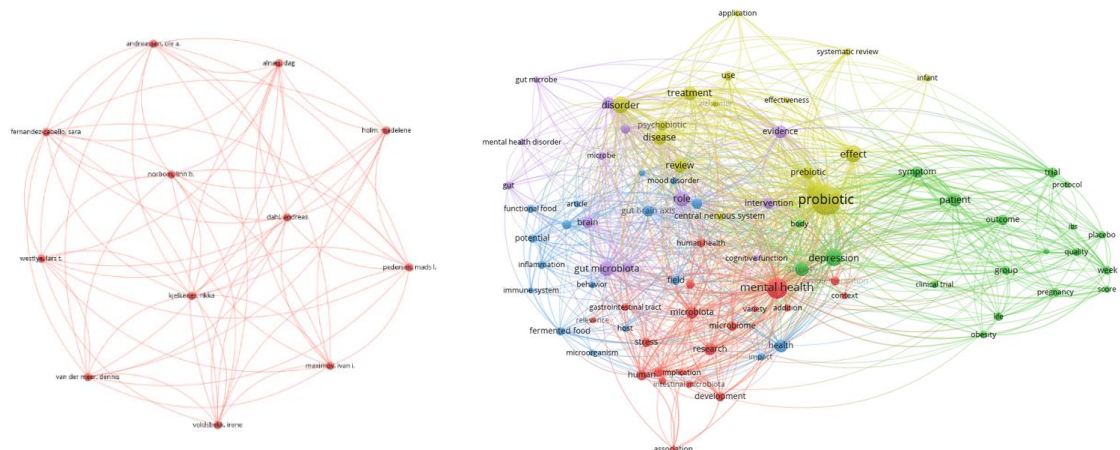 andreassen, ole a.
alnæs, dag
fernandez-cabello, sara
holm, madelene
norbom, linn b.
dahl, andreas
westlye, lars t.
pedersen, mads l.
kjelkenes, rikka
van der meer, dennis
maximov, ivan i.
voldsbekk, irene
application
systematic review
gut microbe
use
infant
treatment
disorder
effectiveness
psychobiotic
evidence
disease
mental health disorder
microbe
review
effect
mood disorder
prebiotic
symptom
trial
gut
protocol
role
probiotic
patient
functional food
article
gut brain axis
intervention
central nervous system
brain
body
outcome
ibs
potential
placebo
human health
quality
inflammation
cognitive function
depression
gut microbiota
group
week
immune system
behavior
field
mental health
clinical trial
pregnancy
score
context
gastrointestinal tract
variety
addition
relevance
microbiota
life
fermented food
host
microbiome
obesity
stress
health
microorganism
research
impact
human
implication
intestinal microbiota
development
association